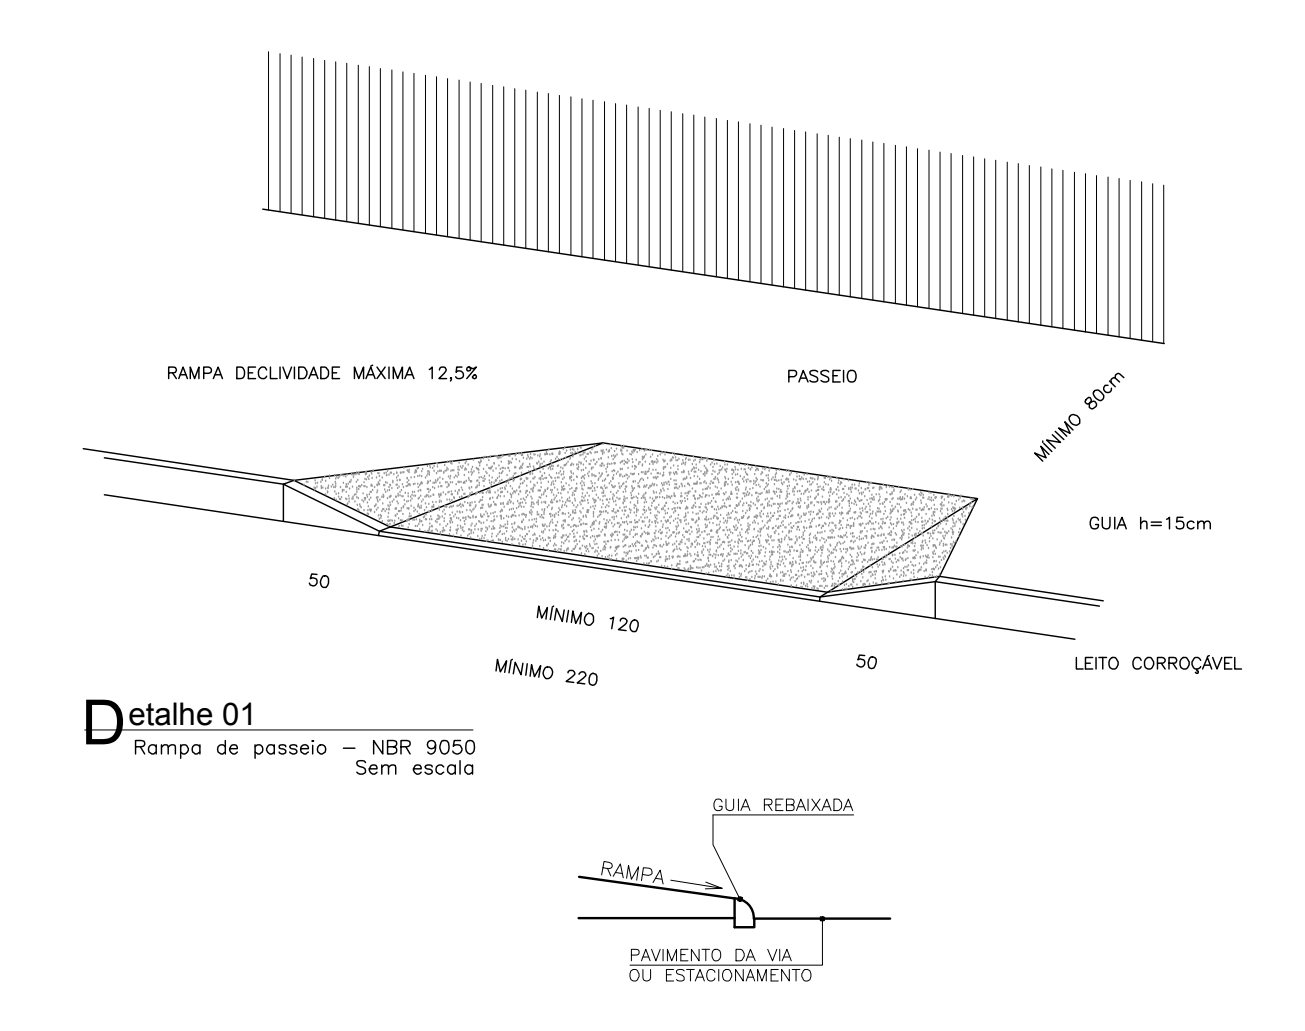 RAMPA DECLIVIDADE MÁXIMA 12,5%
PASSEIO
MÍNIMO 80cm
GUIA h=15cm
50
MÍNIMO 120
50
MÍNIMO 220
LEITO CORROÇÁVEL
Detalhe 01
Rampa de passeio – NBR 9050
Sem escala
GUIA REBAIXADA
RAMPA
PAVIMENTO DA VIA
OU ESTACIONAMENTO